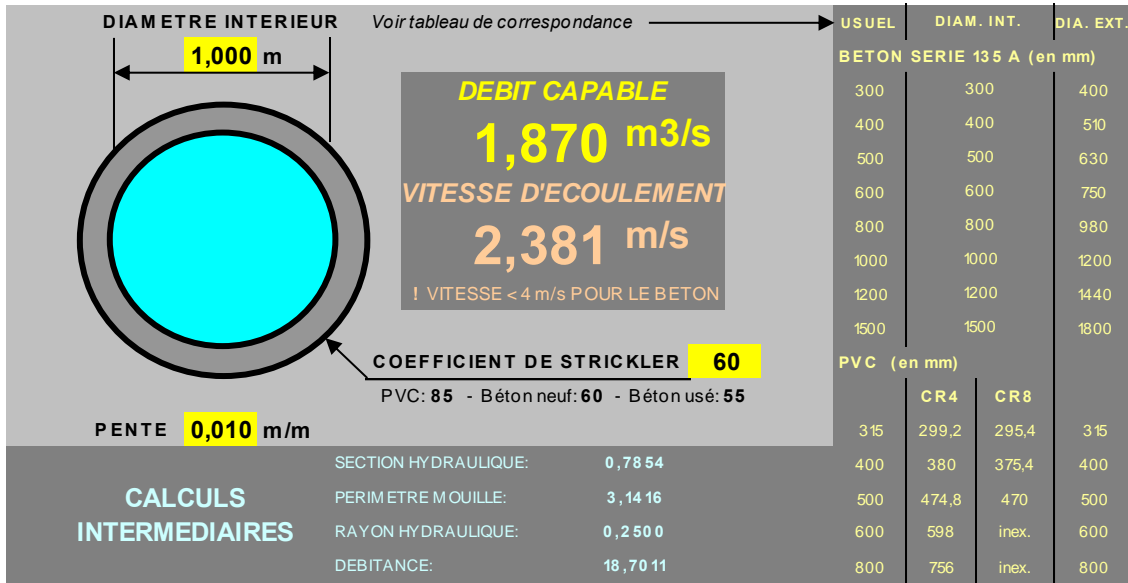 DIAMETRE INTERIEUR
1,000 m
Voir tableau de correspondance
DEBIT CAPABLE
1,870 m3/s
VITESSE D'ECOULEMENT
2,381 m/s
! VITESSE < 4 m/s POUR LE BETON
COEFFICIENT DE STRICKLER 60
PVC: 85 - Béton neuf: 60 - Béton usé: 55
PENTE 0,010 m/m
CALCULS
INTERMEDIAIRES
SECTION HYDRAULIQUE: 0,7854
PERIMETRE MOUILLE: 3,1416
RAYON HYDRAULIQUE: 0,2500
DEBITANCE: 18,7011
USUEL DIAM. INT. DIA. EXT.
BETON SERIE 135 A (en mm)
300 300 400
400 400 510
500 500 630
600 600 750
800 800 980
1000 1000 1200
1200 1200 1440
1500 1500 1800
PVC (en mm)
CR4 CR8
315 299,2 295,4 315
400 380 375,4 400
500 474,8 470 500
600 598 inex. 600
800 756 inex. 800